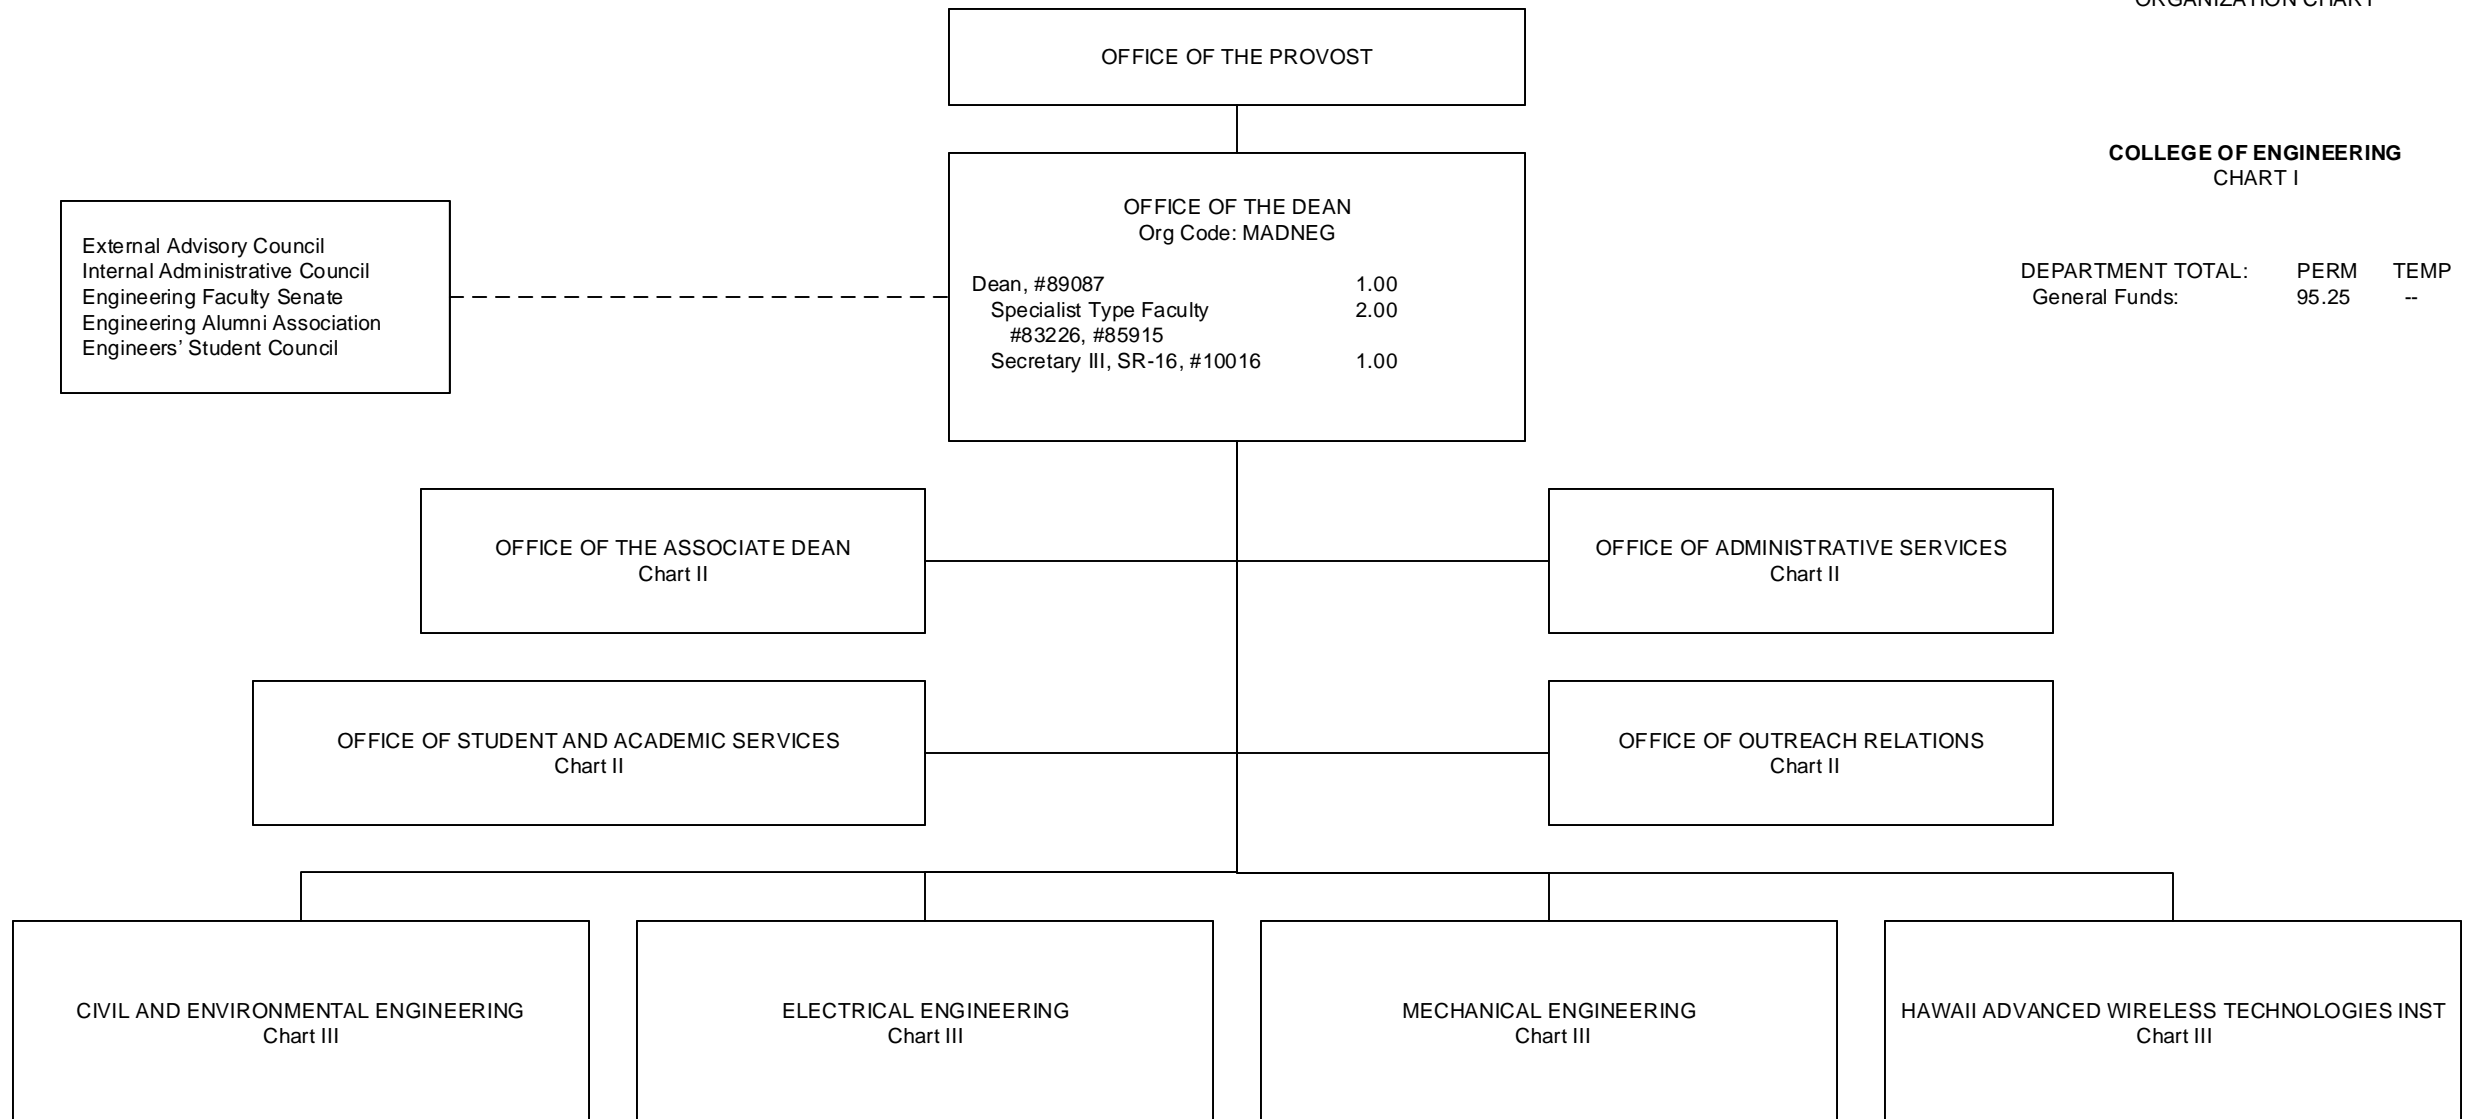 ORGANIZATION CHART
OFFICE OF THE PROVOST
COLLEGE OF ENGINEERING
CHART I
DEPARTMENT TOTAL: PERM TEMP
General Funds: 95.25 --
External Advisory Council
Internal Administrative Council
Engineering Faculty Senate
Engineering Alumni Association
Engineers’ Student Council
OFFICE OF THE DEAN
Org Code: MADNEG
Dean, #89087 1.00
Specialist Type Faculty 2.00
#83226, #85915
Secretary III, SR-16, #10016 1.00
OFFICE OF THE ASSOCIATE DEAN
Chart II
OFFICE OF ADMINISTRATIVE SERVICES
Chart II
OFFICE OF STUDENT AND ACADEMIC SERVICES
Chart II
OFFICE OF OUTREACH RELATIONS
Chart II
CIVIL AND ENVIRONMENTAL ENGINEERING
Chart III
ELECTRICAL ENGINEERING
Chart III
MECHANICAL ENGINEERING
Chart III
HAWAII ADVANCED WIRELESS TECHNOLOGIES INST
Chart III